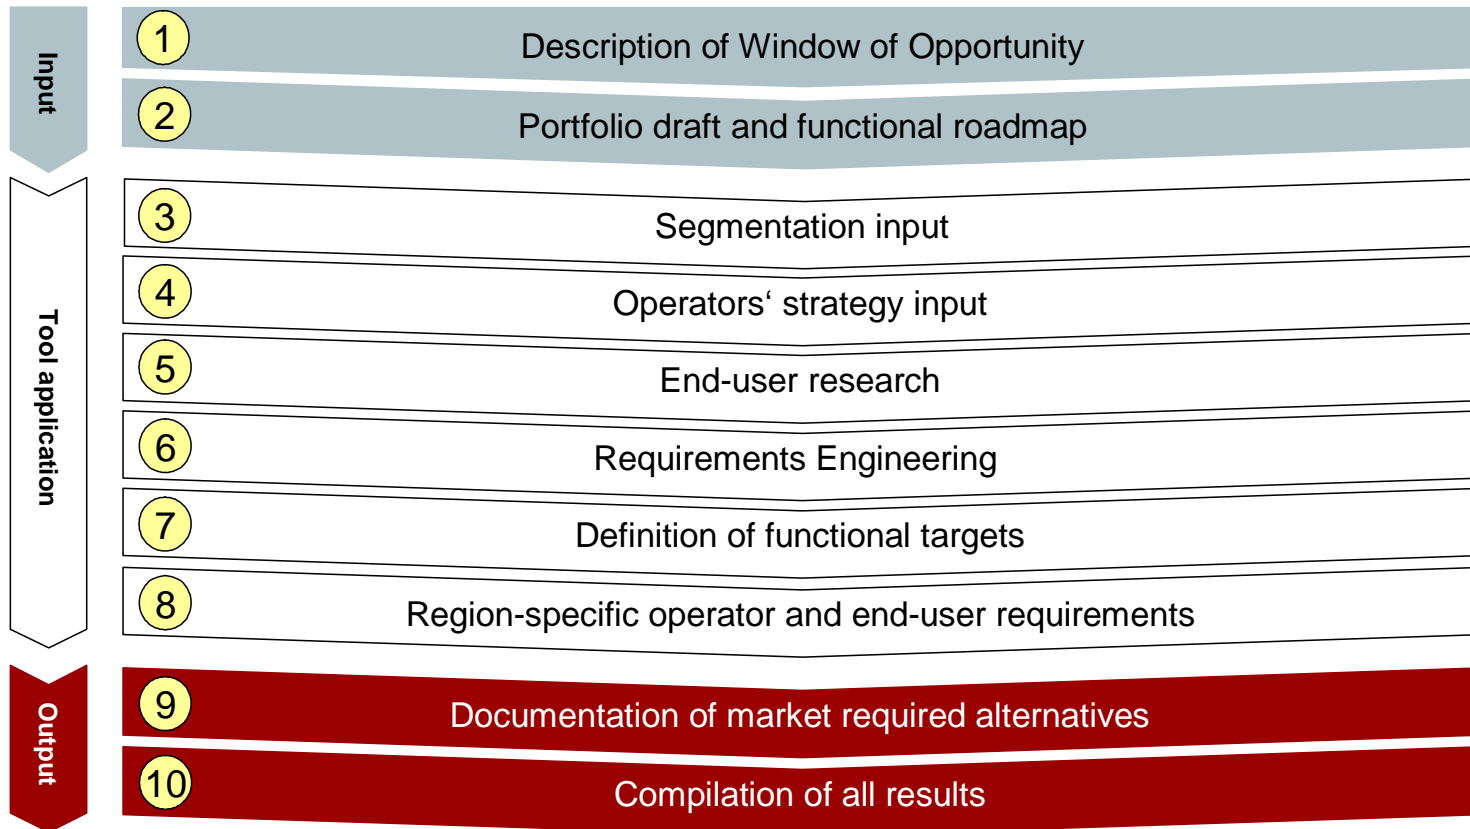 Input
1
Description of Window of Opportunity
2
Portfolio draft and functional roadmap
Tool application
3
Segmentation input
4
Operators‘ strategy input
5
End-user research
6
Requirements Engineering
7
Definition of functional targets
8
Region-specific operator and end-user requirements
Output
9
Documentation of market required alternatives
10
Compilation of all results